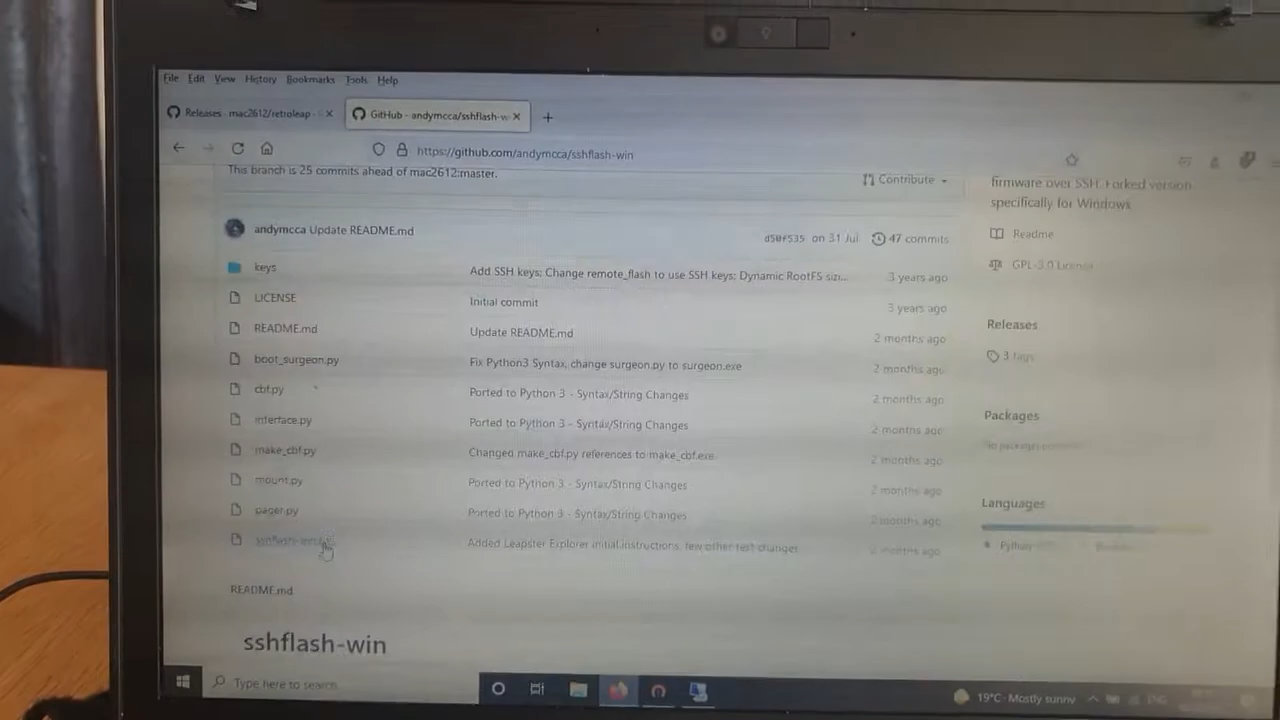 File Edit View History Bookmarks Tools Help
Releases · mac2612/retroleap ·
GitHub - andymcca/sshflash-w
https://github.com/andymcca/sshflash-win
This branch is 25 commits ahead of mac2612:master.
Contribute
firmware over SSH. Forked version
specifically for Windows
andymcca Update README.md
d50f535 on 31 Jul
47 commits
Readme
GPL-3.0 License
keys
Add SSH keys; Change remote_flash to use SSH keys; Dynamic RootFS sizi...
3 years ago
LICENSE
Initial commit
3 years ago
README.md
Update README.md
2 months ago
boot_surgeon.py
Fix Python3 Syntax, change surgeon.py to surgeon.exe
2 months ago
cbf.py
Ported to Python 3 - Syntax/String Changes
2 months ago
interface.py
Ported to Python 3 - Syntax/String Changes
2 months ago
make_cbf.py
Changed make_cbf.py references to make_cbf.exe
2 months ago
mount.py
Ported to Python 3 - Syntax/String Changes
2 months ago
pager.py
Ported to Python 3 - Syntax/String Changes
2 months ago
Added Leapster Explorer initial instructions, few other text changes
2 months ago
Releases
3 tags
Packages
Languages
Python
README.md
sshflash-win
Type here to search
19°C Mostly sunny
ENG